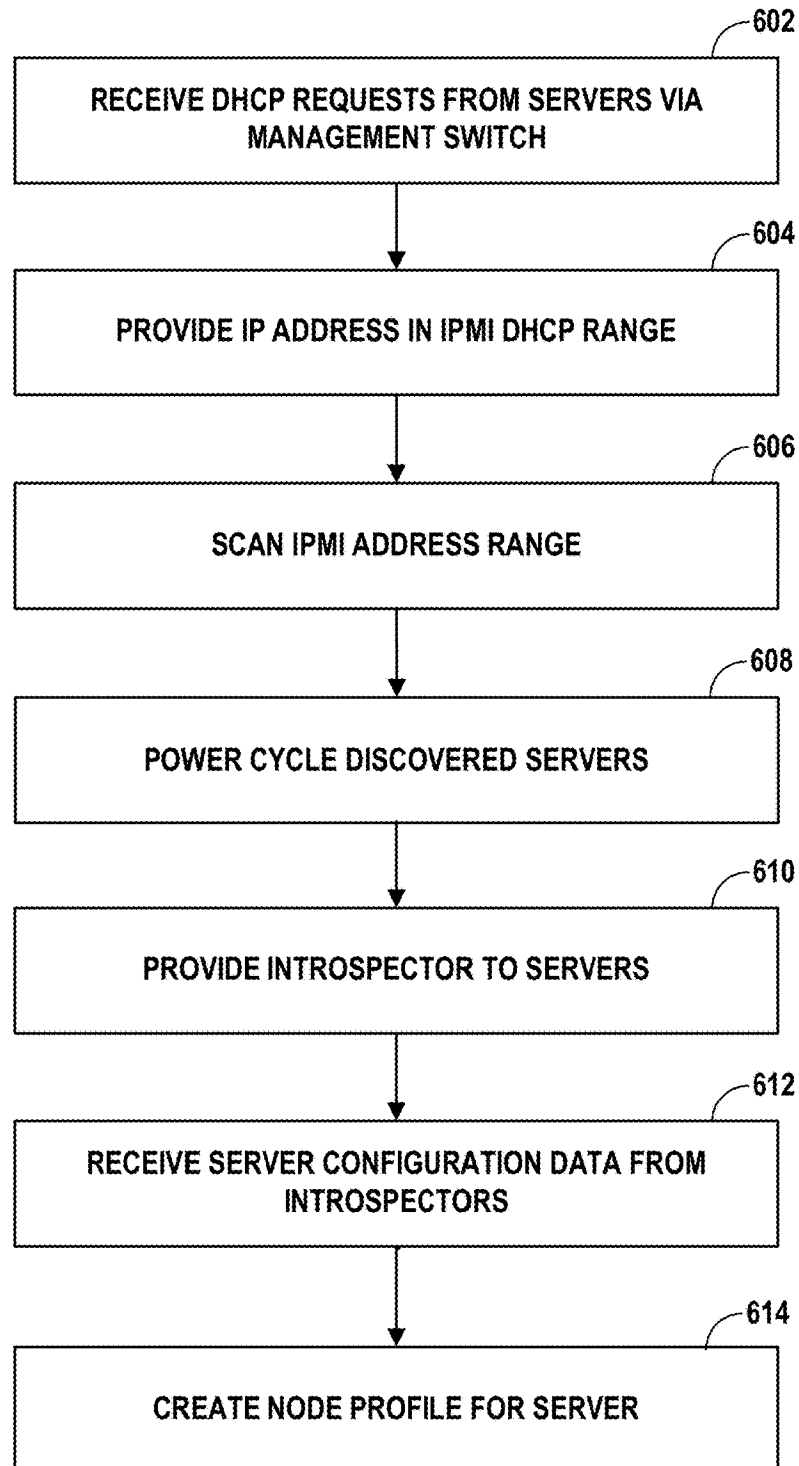 602
RECEIVE DHCP REQUESTS FROM SERVERS VIA
MANAGEMENT SWITCH
604
PROVIDE IP ADDRESS IN IPMI DHCP RANGE
606
SCAN IPMI ADDRESS RANGE
608
POWER CYCLE DISCOVERED SERVERS
610
PROVIDE INTROSPECTOR TO SERVERS
612
RECEIVE SERVER CONFIGURATION DATA FROM
INTROSPECTORS
614
CREATE NODE PROFILE FOR SERVER